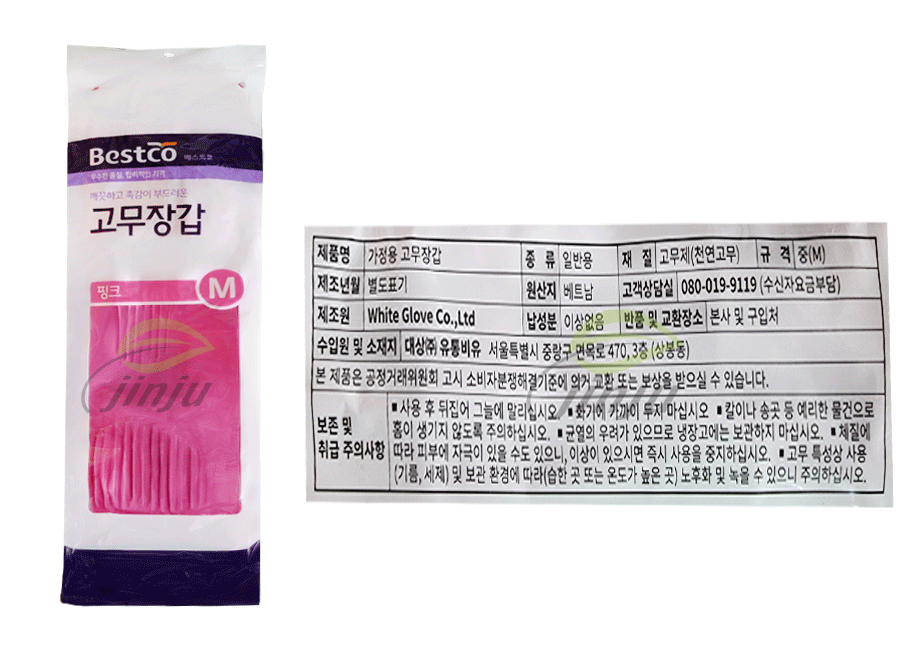 Bestco 베스트코
우수한 품질, 합리적인 가격
깨끗하고 촉감이 부드러운
고무장갑
핑크 M
jinju
제품명 가정용 고무장갑 종 류 일반용 재 질 고무제(천연고무) 규 격 중(M)
제조년월 별도표기 원산지 베트남 고객상담실 080-019-9119 (수신자요금부담)
제조원 White Glove Co.,Ltd 납성분 이상없음 반품 및 교환장소 본사 및 구입처
수입원 및 소재지 대상㈜ 유통비유 서울특별시 중랑구 면목로 470, 3층 (상봉동)
본 제품은 공정거래위원회 고시 소비자분쟁해결기준에 의거 교환 또는 보상을 받으실 수 있습니다.
보존 및
취급 주의사항
■ 사용 후 뒤집어 그늘에 말리십시오. ■ 화기에 가까이 두지 마십시오 ■ 칼이나 송곳 등 예리한 물건으로
흠이 생기지 않도록 주의하십시오. ■ 균열의 우려가 있으므로 냉장고에는 보관하지 마십시오. ■ 체질에
따라 피부에 자극이 있을 수도 있으니, 이상이 있으시면 즉시 사용을 중지하십시오. ■ 고무 특성상 사용
(기름, 세제) 및 보관 환경에 따라(습한 곳 또는 온도가 높은 곳) 노후화 및 녹을 수 있으니 주의하십시오.
jinju